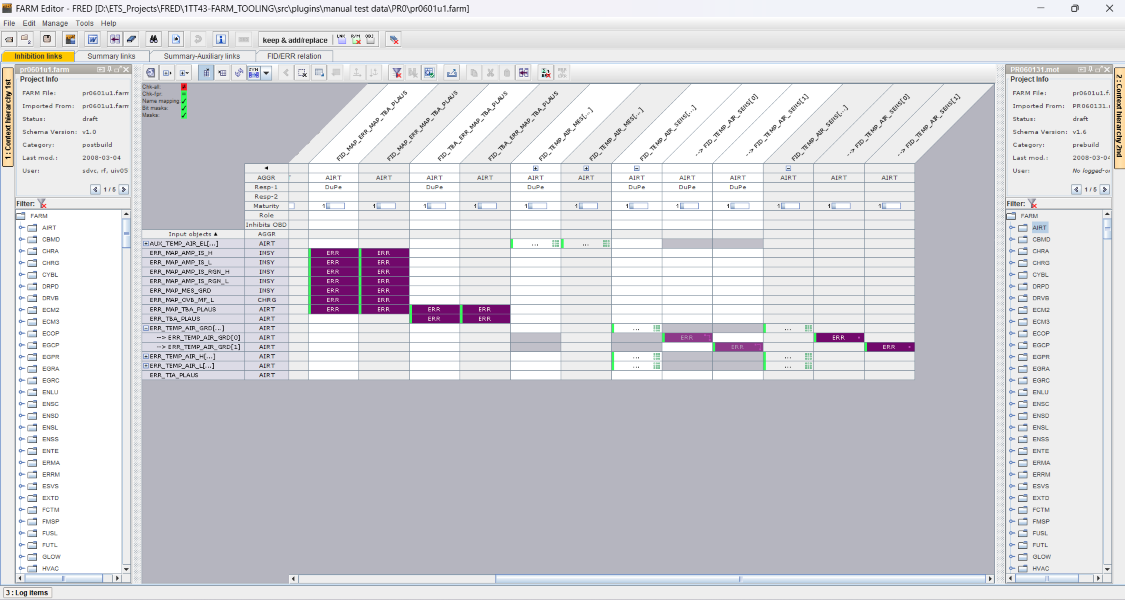 FARM Editor - FRED [D:\ETS_Projects\FRED\1TT43-FARM_TOOLING\src\plugins\manual test data\PR0\pr0601u1.farm]
File Edit Manage Tools Help
keep & add/replace
Inhibition links Summary links Summary-Auxiliary links FID/ERR relation
1 : Context hierarchy 1st
pr0601u1.farm
Project Info
FARM File: pr0601u1.farm
Imported From: pr0601u1.farm
Status: draft
Schema Version: v1.0
Category: postbuild
Last mod.: 2008-03-04
User: sdvc. rf. uiv05
1 / 5
Filter:
FARM
AIRT
CBMD
CHRA
CHRG
CYBL
DRPD
DRVB
ECM2
ECM3
ECOP
EGCP
EGPR
EGRA
EGRC
ENLU
ENSC
ENSD
ENSL
ENSS
ENTE
ERMA
ERRM
ESVS
EXTD
FCTM
FMSP
FUSL
FUTL
GLOW
HVAC
Chk-all:
Chk-fpr:
Name mapping
Bit masks:
Masks:
FID_MAP_ERR_MAP_TBA_PLAUS
FID_MAP_ERR_MAP_TBA_PLAUS
FID_TBA_ERR_MAP_TBA_PLAUS
FID_TBA_ERR_MAP_TBA_PLAUS
FID_TEMP_AIR_MES[...]
FID_TEMP_AIR_MES[...]
FID_TEMP_AIR_SENS[...]
--> FID_TEMP_AIR_SENS[0]
--> FID_TEMP_AIR_SENS[1]
FID_TEMP_AIR_SENS[...]
--> FID_TEMP_AIR_SENS[0]
--> FID_TEMP_AIR_SENS[1]
AGGR AIRT AIRT AIRT AIRT AIRT AIRT AIRT AIRT AIRT AIRT AIRT AIRT
Resp-1 DuPe DuPe DuPe DuPe DuPe DuPe
Resp-2
Maturity 1 1 1 1 1 1 1 1 1 1 1 1
Role
Inhibits OBD
Input objects AGGR
AUX_TEMP_AIR_EL[...] AIRT ... ...
ERR_MAP_AMP_IS_H INSY ERR ERR
ERR_MAP_AMP_IS_L INSY ERR ERR
ERR_MAP_AMP_IS_RGN_H INSY ERR ERR
ERR_MAP_AMP_IS_RGN_L INSY ERR ERR
ERR_MAP_MES_GRD INSY ERR ERR
ERR_MAP_OVB_MF_L CHRG ERR ERR
ERR_MAP_TBA_PLAUS AIRT ERR ERR ERR ERR
ERR_TBA_PLAUS AIRT ERR ERR
ERR_TEMP_AIR_GRD[...] AIRT ... ...
--> ERR_TEMP_AIR_GRD[0] AIRT ERR ERR
--> ERR_TEMP_AIR_GRD[1] AIRT ERR ERR
ERR_TEMP_AIR_H[...] AIRT ... ...
ERR_TEMP_AIR_L[...] AIRT ... ...
ERR_TIA_PLAUS AIRT
PR060131.mot
Project Info
FARM File: pr0601u1.f
Imported From: PR060131.
Status: draft
Schema Version: v1.6
Category: prebuild
Last mod.: 2008-03-0
User: No logged-o
1 / 5
Filter:
FARM
AIRT
CBMD
CHRA
CHRG
CYBL
DRPD
DRVB
ECM2
ECM3
ECOP
EGCP
EGPR
EGRA
EGRC
ENLU
ENSC
ENSD
ENSL
ENSS
ENTE
ERMA
ERRM
ESVS
EXTD
FCTM
FMSP
FUSL
FUTL
GLOW
HVAC
2 : Context hierarchy 2nd
3 : Log items